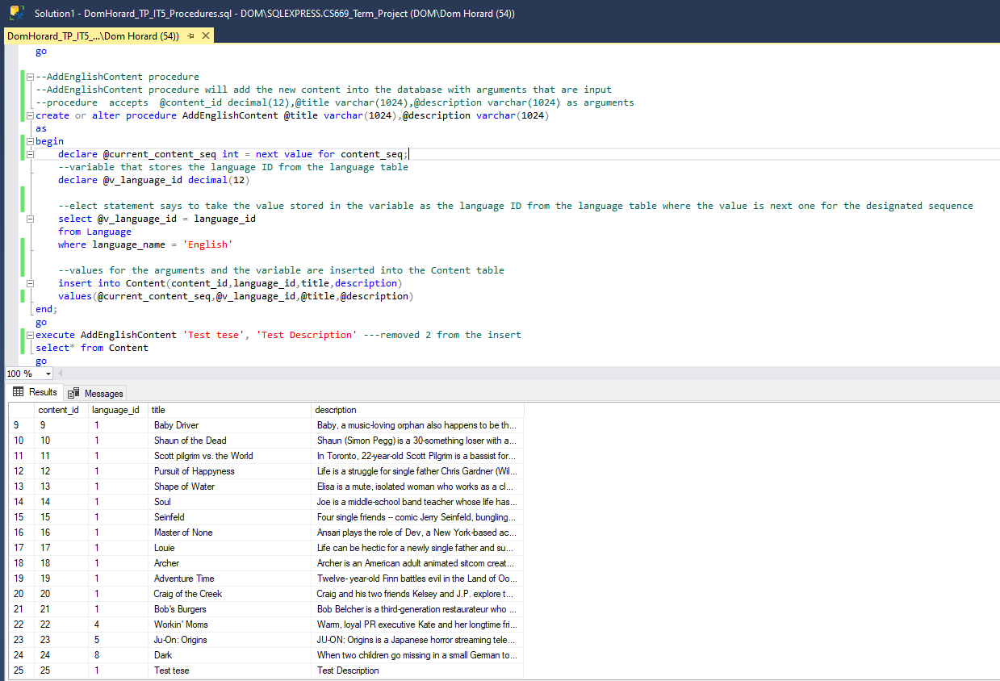 Solution1 - DomHorard_TP_IT5_Procedures.sql - DOM\SQLEXPRESS.CS669_Term_Project (DOM\Dom Horard (54))
DomHorard_TP_IT5_...\Dom Horard (54))
go
--AddEnglishContent procedure
--AddEnglishContent procedure will add the new content into the database with arguments that are input
--procedure  accepts  @content_id decimal(12),@title varchar(1024),@description varchar(1024) as arguments
create or alter procedure AddEnglishContent @title varchar(1024),@description varchar(1024)
as
begin
declare @current_content_seq int = next value for content_seq;
--variable that stores the language ID from the language table
declare @v_language_id decimal(12)
--elect statement says to take the value stored in the variable as the language ID from the language table where the value is next one for the designated sequence
select @v_language_id = language_id
from Language
where language_name = 'English'
--values for the arguments and the variable are inserted into the Content table
insert into Content(content_id,language_id,title,description)
values(@current_content_seq,@v_language_id,@title,@description)
end;
go
execute AddEnglishContent 'Test tese', 'Test Description' ---removed 2 from the insert
select* from Content
go
100 %
Results Messages
content_id language_id title description
9 9 1 Baby Driver Baby, a music-loving orphan also happens to be th...
10 10 1 Shaun of the Dead Shaun (Simon Pegg) is a 30-something loser with a...
11 11 1 Scott pilgrim vs. the World In Toronto, 22-year-old Scott Pilgrim is a bassist for...
12 12 1 Pursuit of Happyness Life is a struggle for single father Chris Gardner (Wil...
13 13 1 Shape of Water Elisa is a mute, isolated woman who works as a cl...
14 14 1 Soul Joe is a middle-school band teacher whose life has...
15 15 1 Seinfeld Four single friends -- comic Jerry Seinfeld, bungling...
16 16 1 Master of None Ansari plays the role of Dev, a New York-based ac...
17 17 1 Louie Life can be hectic for a newly single father and su...
18 18 1 Archer Archer is an American adult animated sitcom creat...
19 19 1 Adventure Time Twelve- year-old Finn battles evil in the Land of Oo...
20 20 1 Craig of the Creek Craig and his two friends Kelsey and J.P. explore t...
21 21 1 Bob's Burgers Bob Belcher is a third-generation restaurateur who ...
22 22 4 Workin' Moms Warm, loyal PR executive Kate and her longtime fri...
23 23 5 Ju-On: Origins JU-ON: Origins is a Japanese horror streaming tele...
24 24 8 Dark When two children go missing in a small German to...
25 25 1 Test tese Test Description